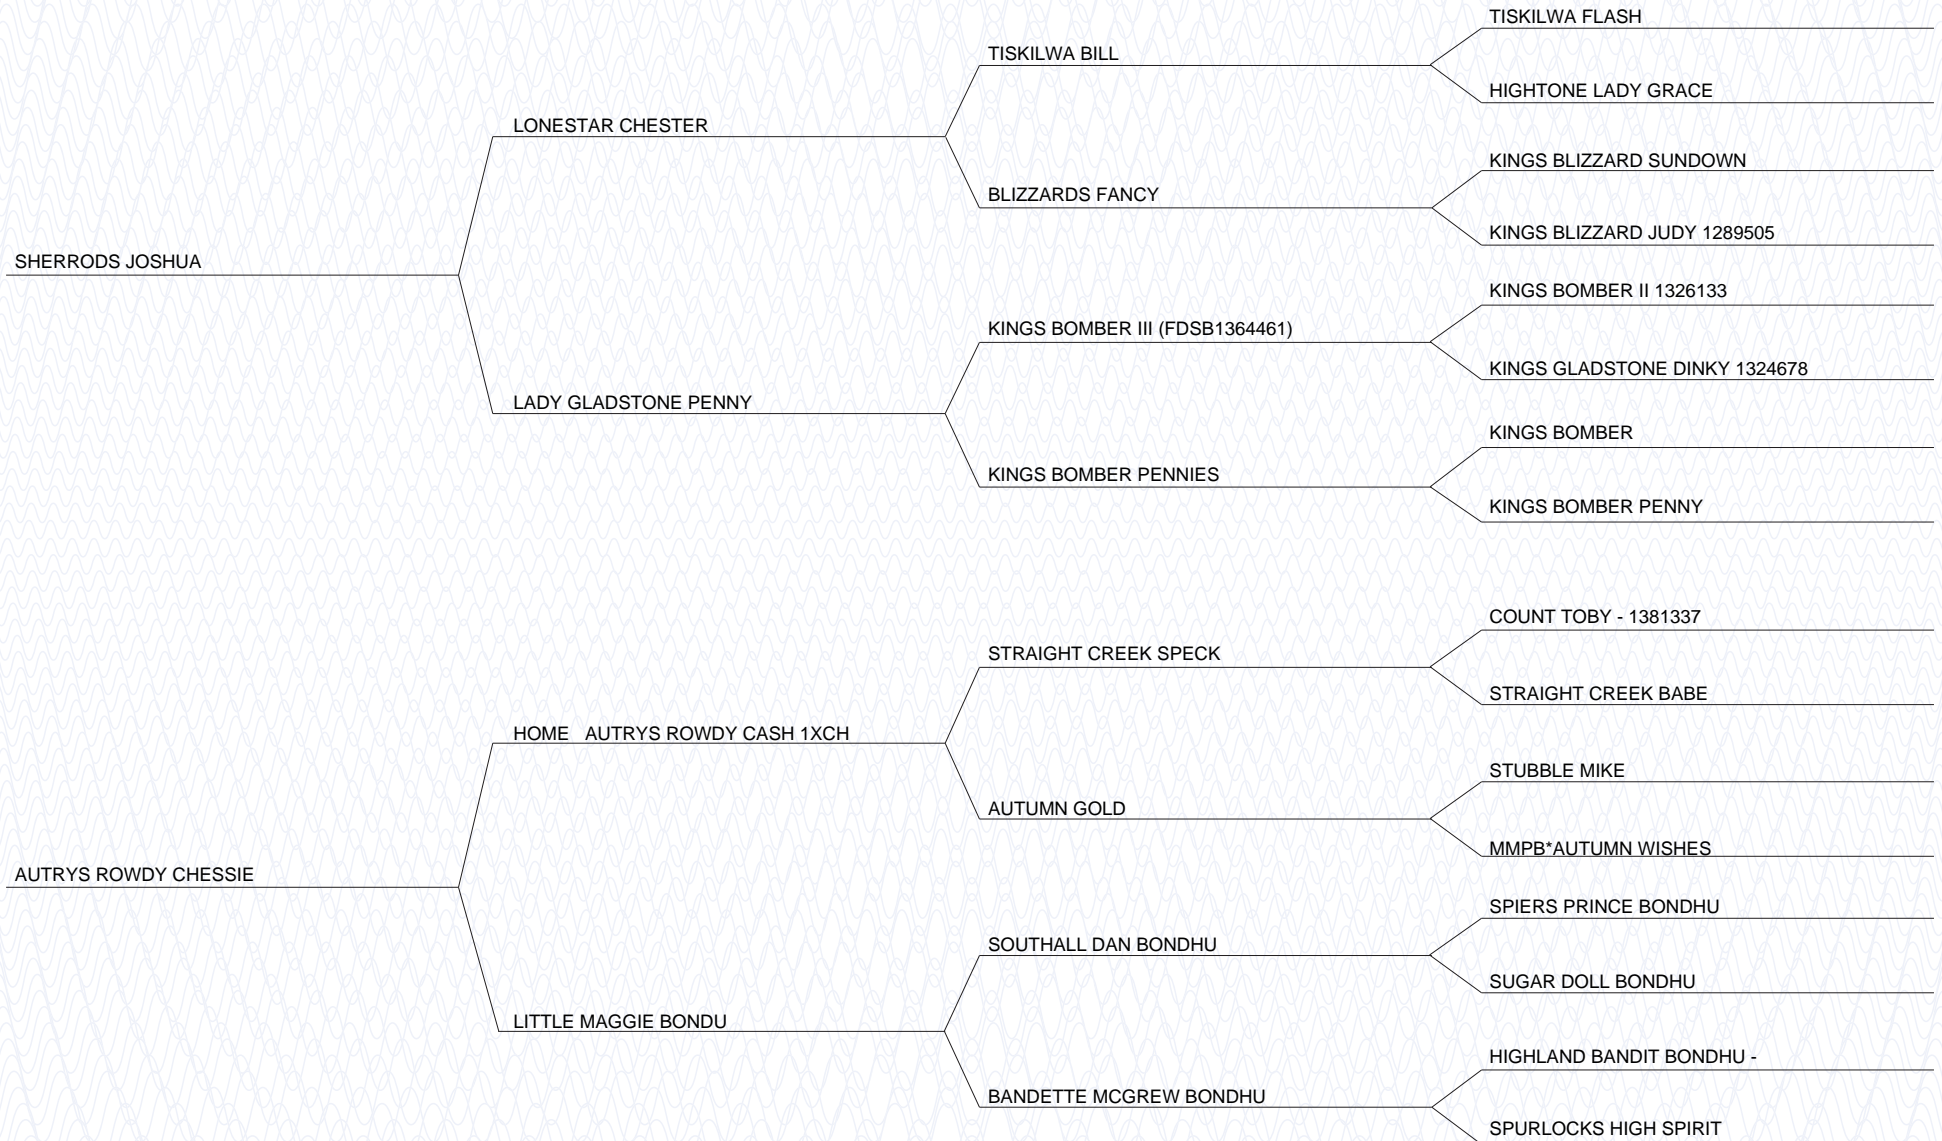 TISKILWA FLASH
TISKILWA BILL
HIGHTONE LADY GRACE
LONESTAR CHESTER
KINGS BLIZZARD SUNDOWN
BLIZZARDS FANCY
KINGS BLIZZARD JUDY 1289505
SHERRODS JOSHUA
KINGS BOMBER II 1326133
KINGS BOMBER III (FDSB1364461)
KINGS GLADSTONE DINKY 1324678
LADY GLADSTONE PENNY
KINGS BOMBER
KINGS BOMBER PENNIES
KINGS BOMBER PENNY
COUNT TOBY - 1381337
STRAIGHT CREEK SPECK
STRAIGHT CREEK BABE
HOME AUTRYS ROWDY CASH 1XCH
STUBBLE MIKE
AUTUMN GOLD
MMPB*AUTUMN WISHES
AUTRYS ROWDY CHESSIE
SPIERS PRINCE BONDHU
SOUTHALL DAN BONDHU
SUGAR DOLL BONDHU
LITTLE MAGGIE BONDU
HIGHLAND BANDIT BONDHU -
BANDETTE MCGREW BONDHU
SPURLOCKS HIGH SPIRIT